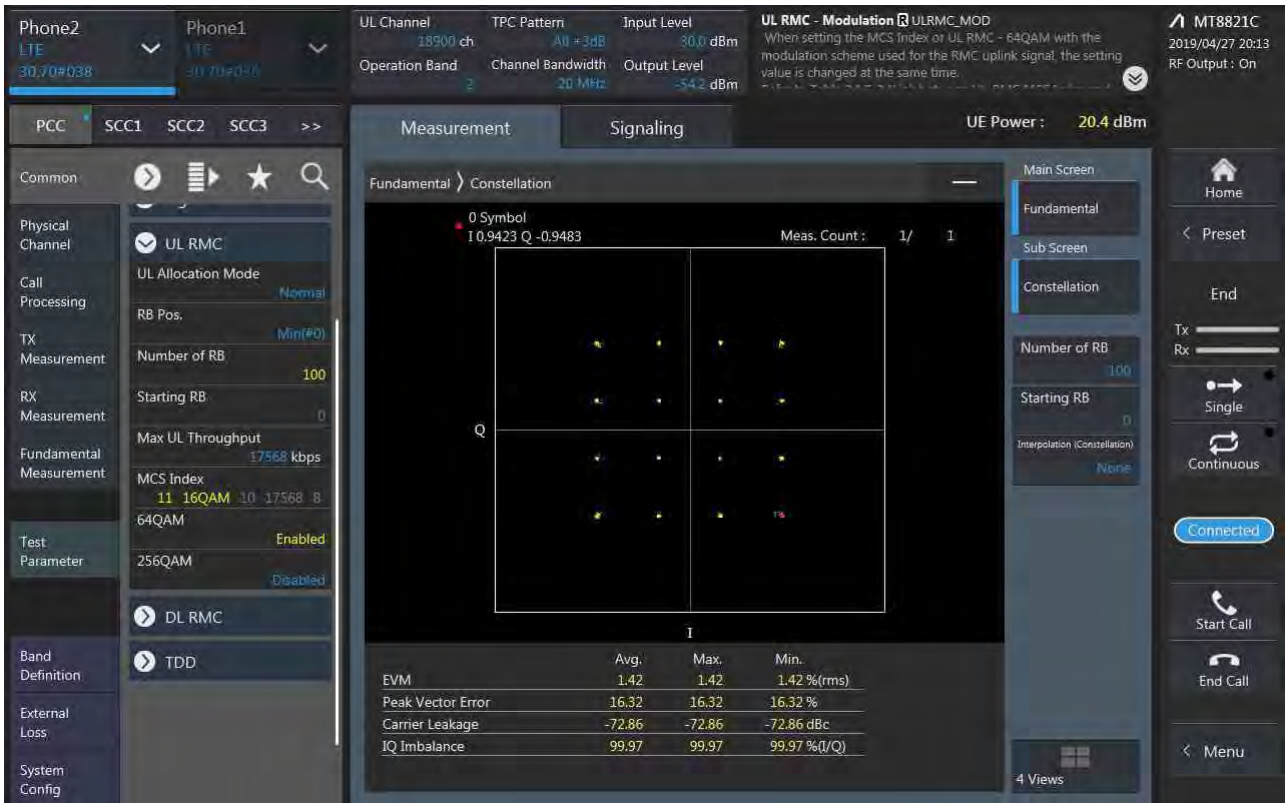 Phone2
LTE
30.70#038
Phone1
LTE
UL Channel
18900 ch
Operation Band
2
TPC Pattern
All +3dB
Channel Bandwidth
20 MHz
Input Level
30.0 dBm
Output Level
-54.2 dBm
UL RMC - Modulation R ULRMC_MOD
When setting the MCS Index or UL RMC - 64QAM with the
modulation scheme used for the RMC uplink signal, the setting
value is changed at the same time.
MT8821C
2019/04/27 20:13
RF Output : On
PCC SCC1 SCC2 SCC3 >>
Measurement
Signaling
UE Power : 20.4 dBm
Common
Physical
Channel
Call
Processing
TX
Measurement
RX
Measurement
Fundamental
Measurement
Test
Parameter
Band
Definition
External
Loss
System
Config
UL RMC
UL Allocation Mode
Normal
RB Pos.
Min(#0)
Number of RB
100
Starting RB
0
Max UL Throughput
17568 kbps
MCS Index
11 16QAM 10 17568 8
64QAM
Enabled
256QAM
Disabled
DL RMC
TDD
Fundamental > Constellation
0 Symbol
I 0.9423 Q -0.9483
Meas. Count : 1/ 1
Q
I
Avg. Max. Min.
EVM 1.42 1.42 1.42 %(rms)
Peak Vector Error 16.32 16.32 16.32 %
Carrier Leakage -72.86 -72.86 -72.86 dBc
IQ Imbalance 99.97 99.97 99.97 %(I/Q)
Main Screen
Fundamental
Sub Screen
Constellation
Number of RB
100
Starting RB
0
Interpolation (Constellation)
None
4 Views
Home
< Preset
End
Tx
Rx
Single
Continuous
Connected
Start Call
End Call
< Menu